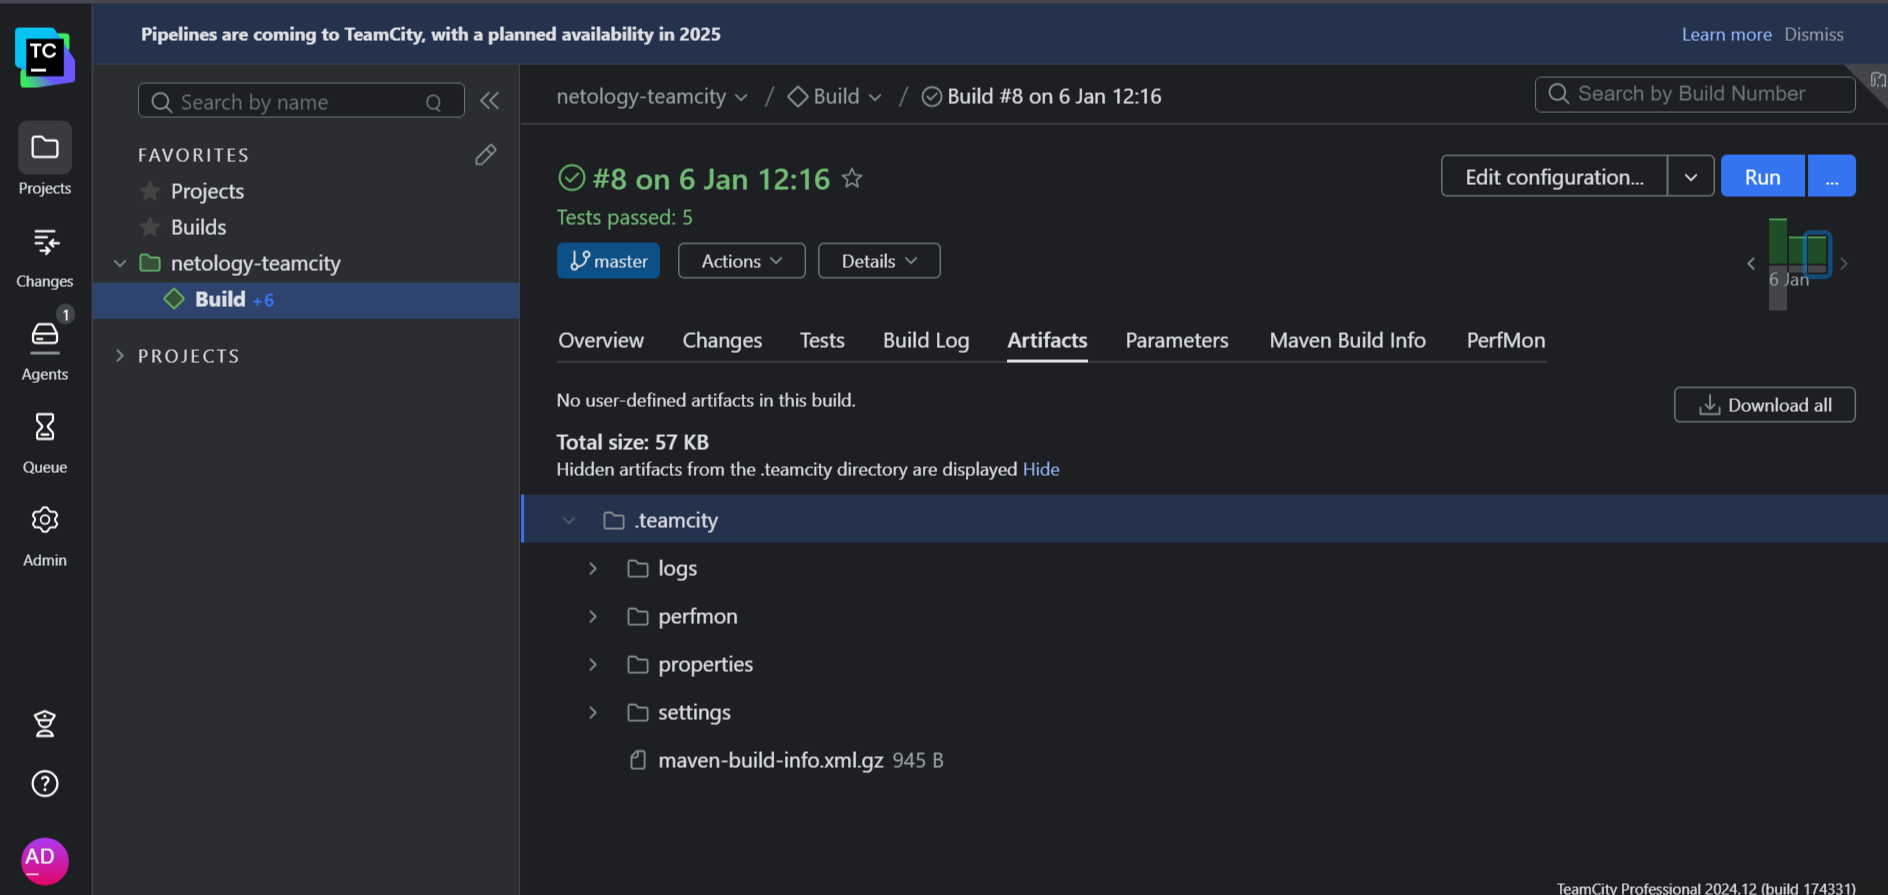 TC
Pipelines are coming to TeamCity, with a planned availability in 2025
Learn more Dismiss
Search by name Q
netology-teamcity / Build / Build #8 on 6 Jan 12:16
Search by Build Number
Projects
Changes
1
Agents
Queue
Admin
AD
FAVORITES
Projects
Builds
netology-teamcity
Build +6
PROJECTS
#8 on 6 Jan 12:16
Edit configuration...
Run ...
Tests passed: 5
master Actions Details
6 Jan
Overview Changes Tests Build Log Artifacts Parameters Maven Build Info PerfMon
No user-defined artifacts in this build.
Download all
Total size: 57 KB
Hidden artifacts from the .teamcity directory are displayed Hide
.teamcity
logs
perfmon
properties
settings
maven-build-info.xml.gz 945 B
TeamCity Professional 2024.12 (build 174331)